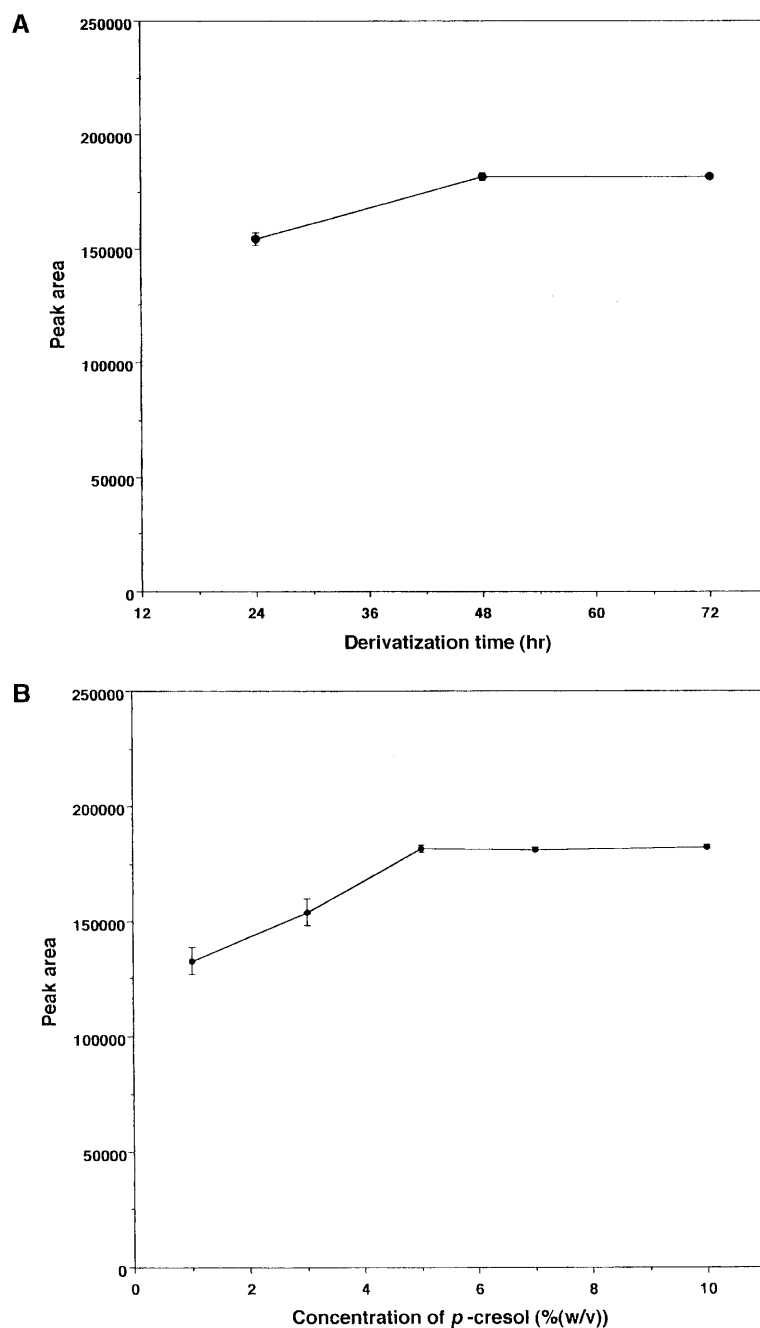 A
250000
200000
150000
100000
50000
0
Peak area
12 24 36 48 60 72
Derivatization time (hr)
B
250000
200000
150000
100000
50000
0
Peak area
0 2 4 6 8 10
Concentration of p -cresol (%(w/v))